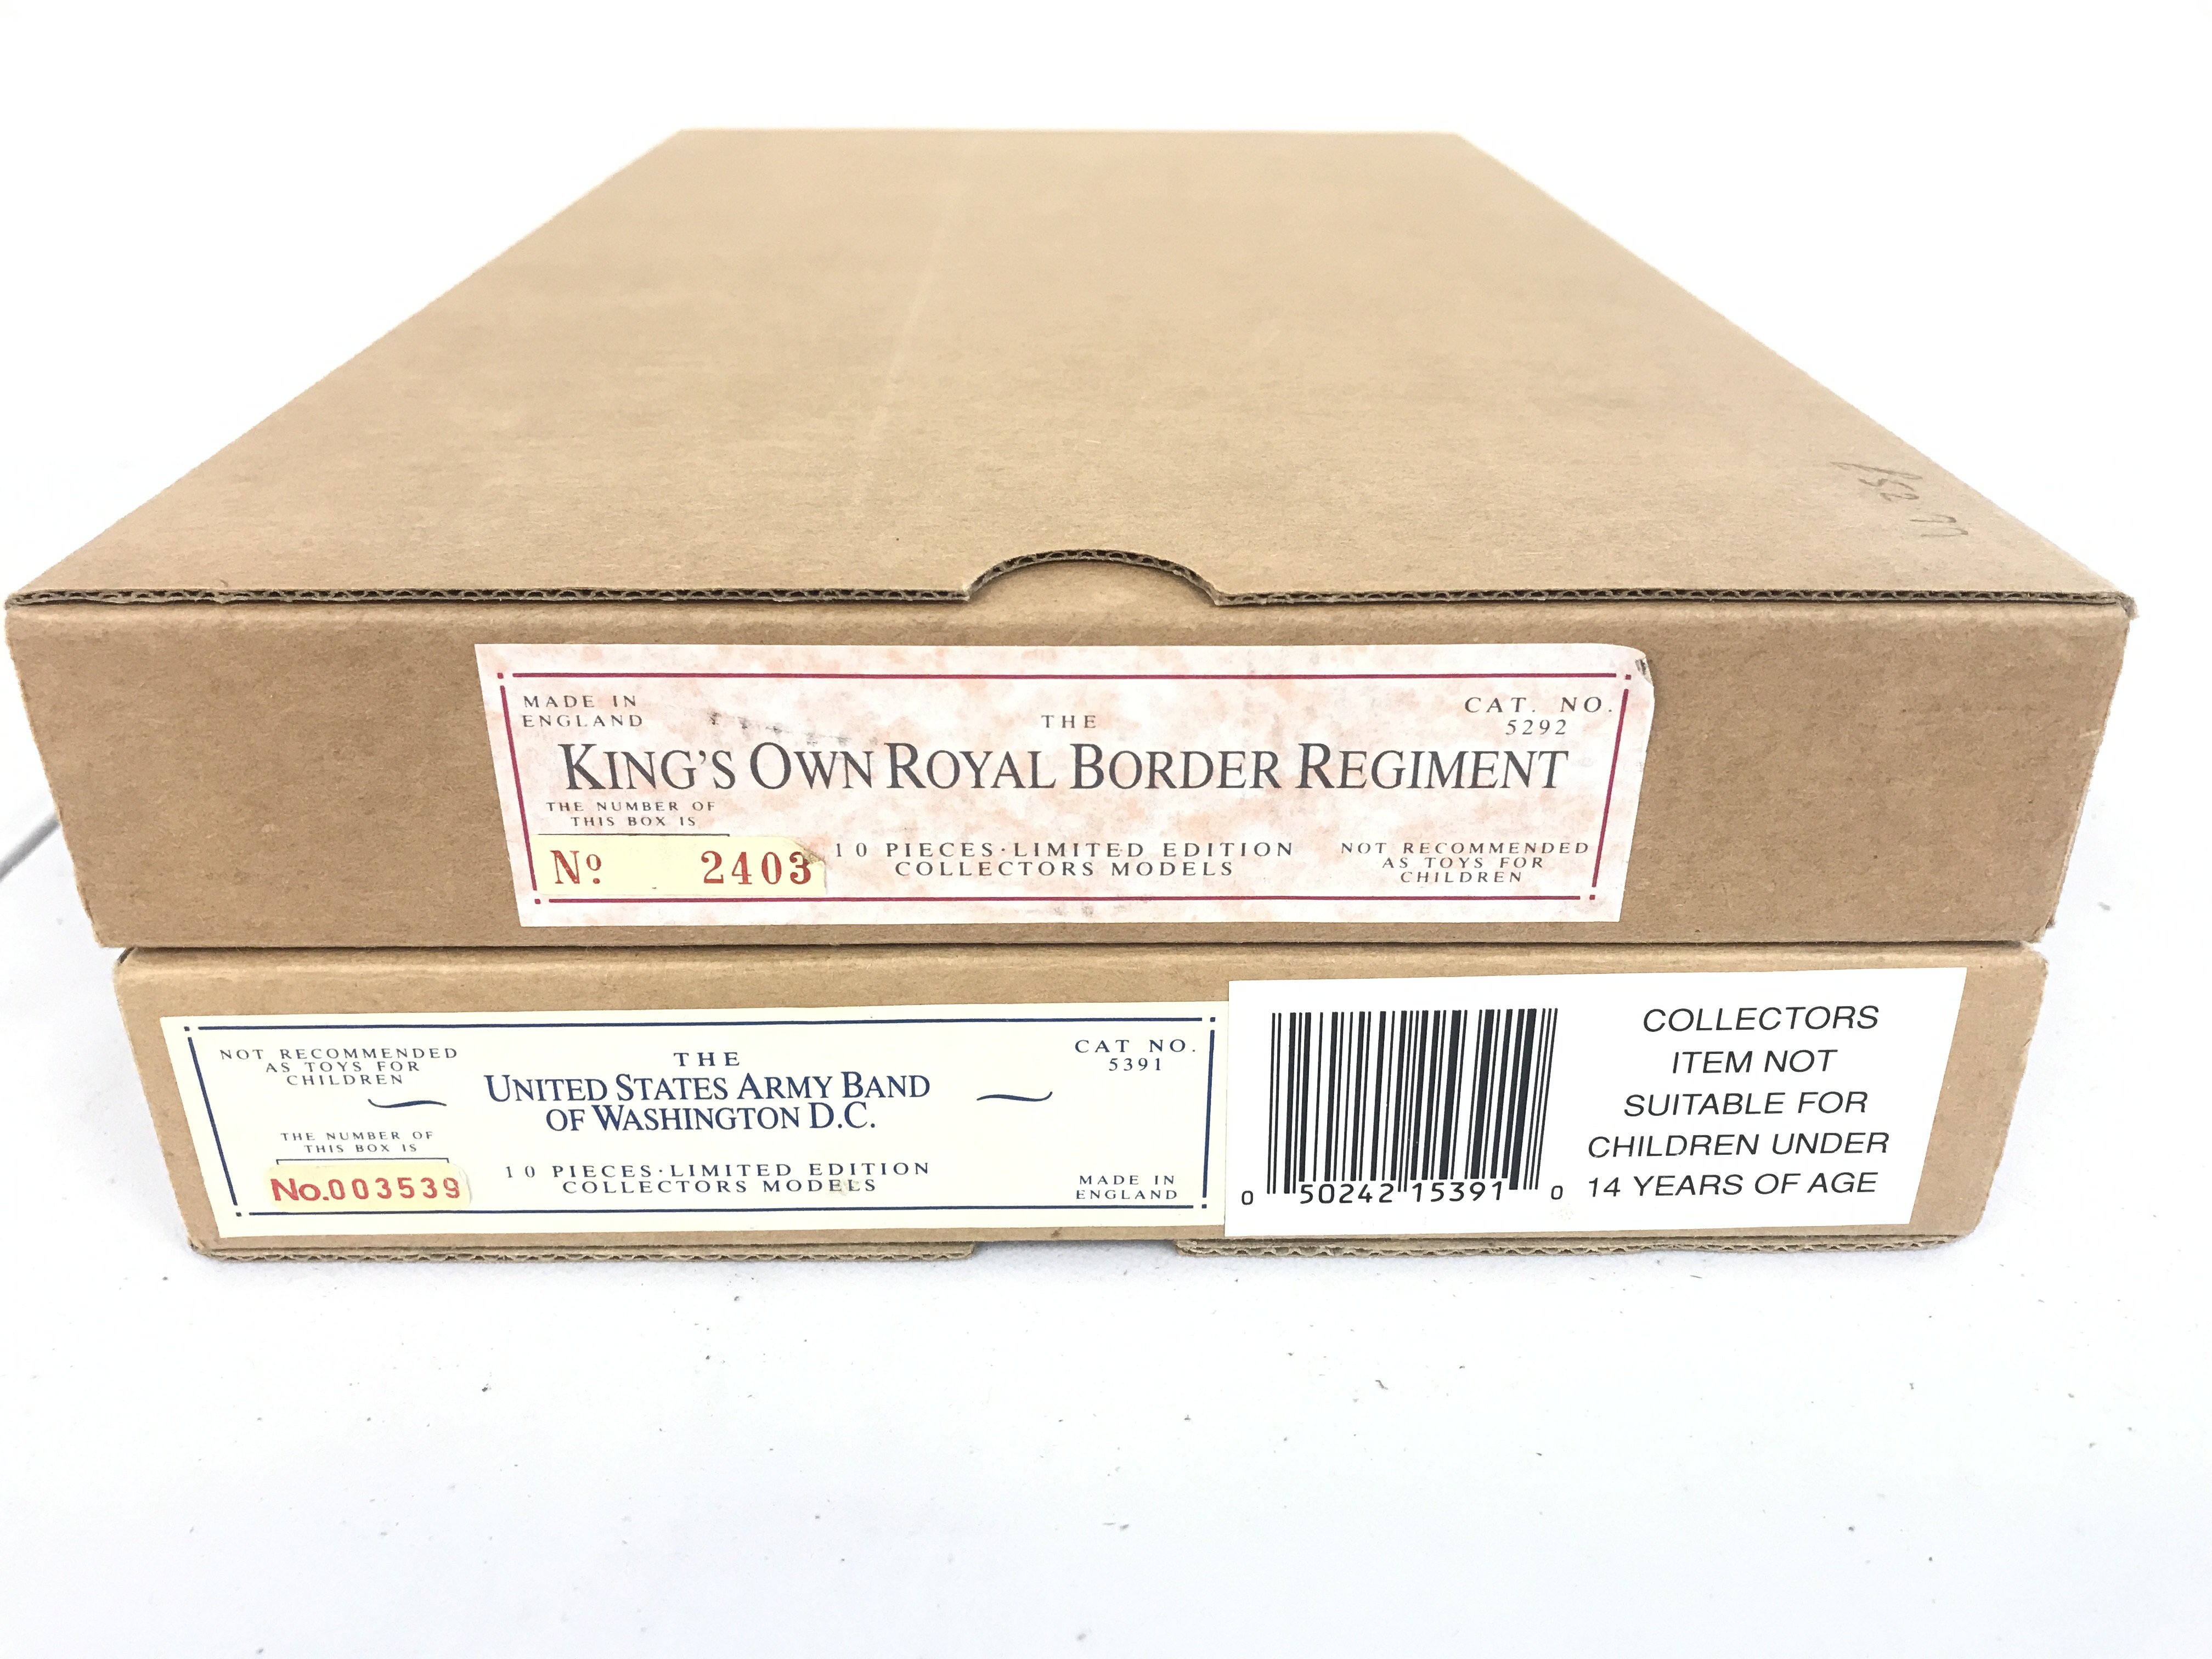 MADE IN
ENGLAND
THE
CAT. NO.
5292
KING'S OWN ROYAL BORDER REGIMENT
THE NUMBER OF
THIS BOX IS
Nº 2403
10 PIECES·LIMITED EDITION
COLLECTORS MODELS
NOT RECOMMENDED
AS TOYS FOR
CHILDREN
NOT RECOMMENDED
AS TOYS FOR
CHILDREN
THE
UNITED STATES ARMY BAND
OF WASHINGTON D.C.
CAT NO.
5391
THE NUMBER OF
THIS BOX IS
No.003539
10 PIECES·LIMITED EDITION
COLLECTORS MODELS
MADE IN
ENGLAND
0 50242 15391 0
COLLECTORS
ITEM NOT
SUITABLE FOR
CHILDREN UNDER
14 YEARS OF AGE